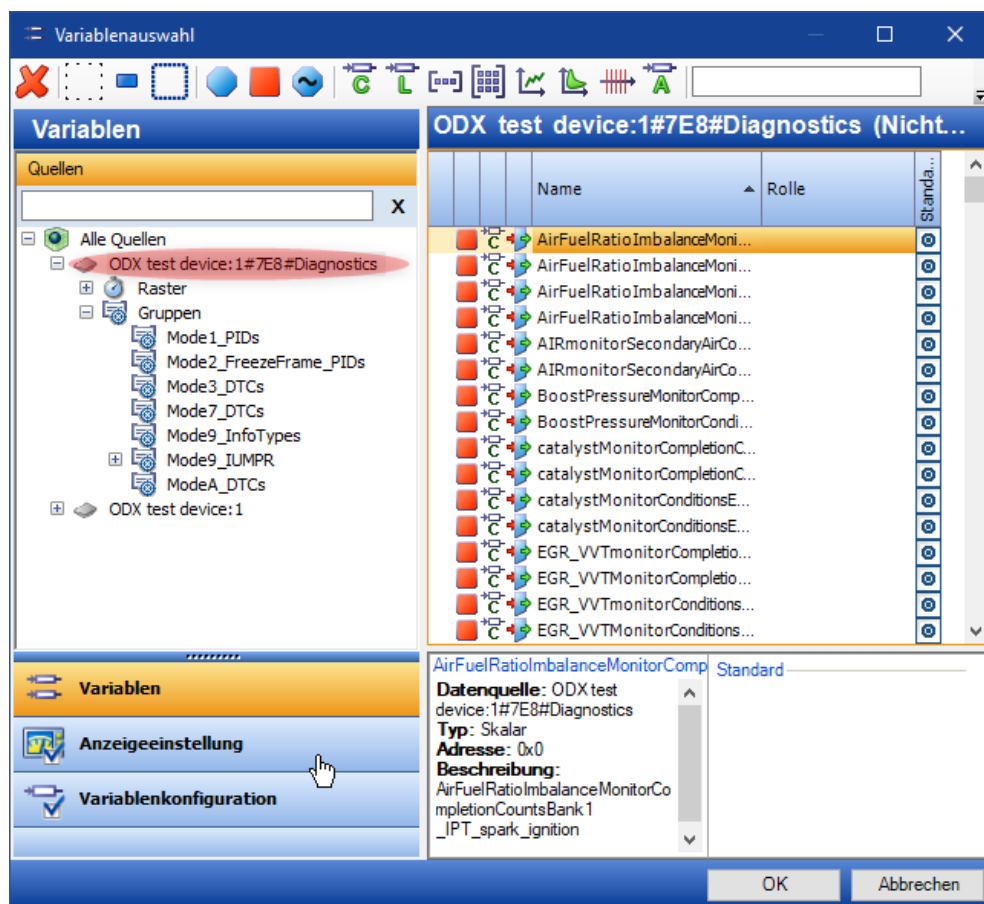 Variablenauswahl
C L A
Variablen
Quellen
X
Alle Quellen
ODX test device:1#7E8#Diagnostics
Raster
Gruppen
Mode1_PIDs
Mode2_FreezeFrame_PIDs
Mode3_DTCs
Mode7_DTCs
Mode9_InfoTypes
Mode9_IUMPR
ModeA_DTCs
ODX test device:1
Variablen
Anzeigeeinstellung
Variablenkonfiguration
ODX test device:1#7E8#Diagnostics (Nicht...
Name Rolle Standa...
C AirFuelRatioImbalanceMoni...
C AirFuelRatioImbalanceMoni...
C AirFuelRatioImbalanceMoni...
C AirFuelRatioImbalanceMoni...
C AIRmonitorSecondaryAirCo...
C AIRmonitorSecondaryAirCo...
C BoostPressureMonitorComp...
C BoostPressureMonitorCondi...
C catalystMonitorCompletionC...
C catalystMonitorCompletionC...
C catalystMonitorConditionsE...
C catalystMonitorConditionsE...
C EGR_VVTmonitorCompletio...
C EGR_VVTMonitorCompletio...
C EGR_VVTmonitorConditions...
C EGR_VVTMonitorConditions...
AirFuelRatioImbalanceMonitorComp
Datenquelle: ODX test
device:1#7E8#Diagnostics
Typ: Skalar
Adresse: 0x0
Beschreibung:
AirFuelRatioImbalanceMonitorCo
mpletionCountsBank1
_IPT_spark_ignition
Standard
OK Abbrechen